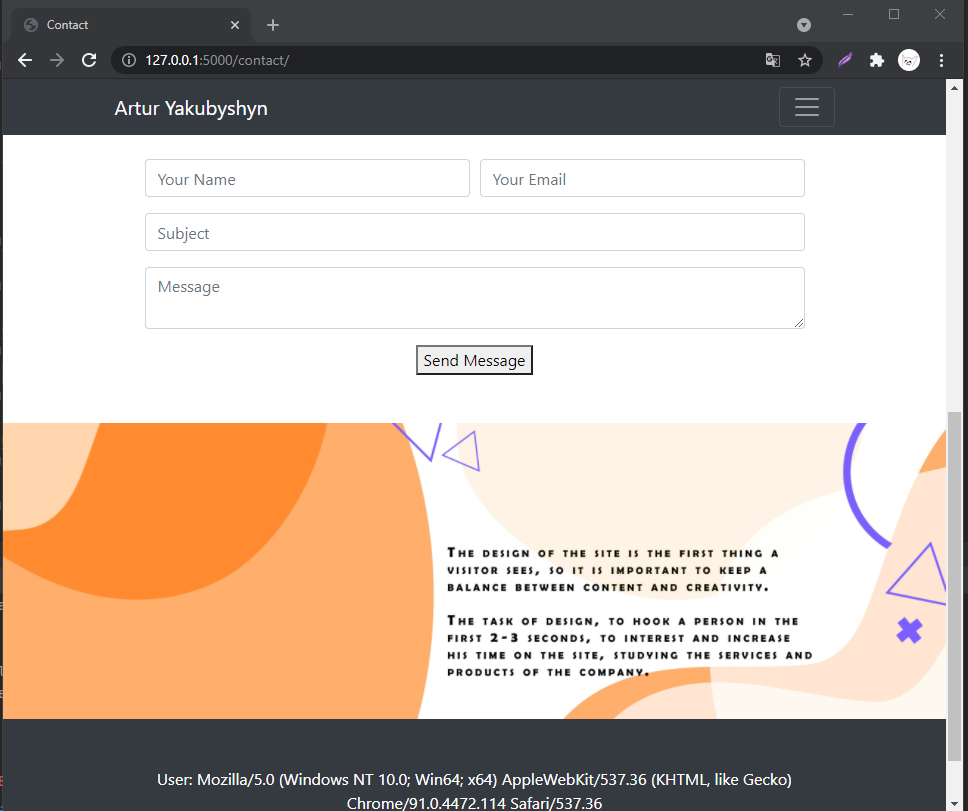 Contact
127.0.0.1:5000/contact/
Artur Yakubyshyn
Your Name
Your Email
Subject
Message
Send Message
The design of the site is the first thing a
visitor sees, so it is important to keep a
balance between content and creativity.
The task of design, to hook a person in the
first 2-3 seconds, to interest and increase
his time on the site, studying the services and
products of the company.
User: Mozilla/5.0 (Windows NT 10.0; Win64; x64) AppleWebKit/537.36 (KHTML, like Gecko)
Chrome/91.0.4472.114 Safari/537.36